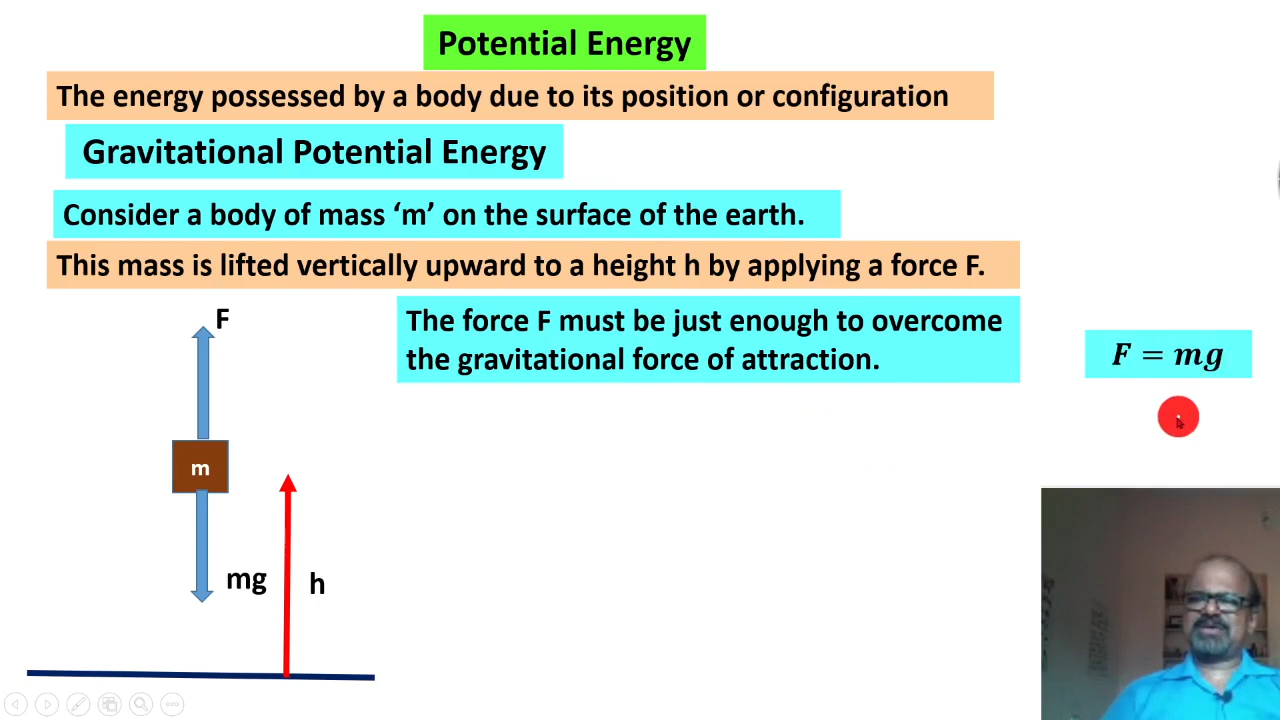 Potential Energy
The energy possessed by a body due to its position or configuration
Gravitational Potential Energy
Consider a body of mass ‘m’ on the surface of the earth.
This mass is lifted vertically upward to a height h by applying a force F.
The force F must be just enough to overcome
the gravitational force of attraction.
F = mg
F
m
mg
h